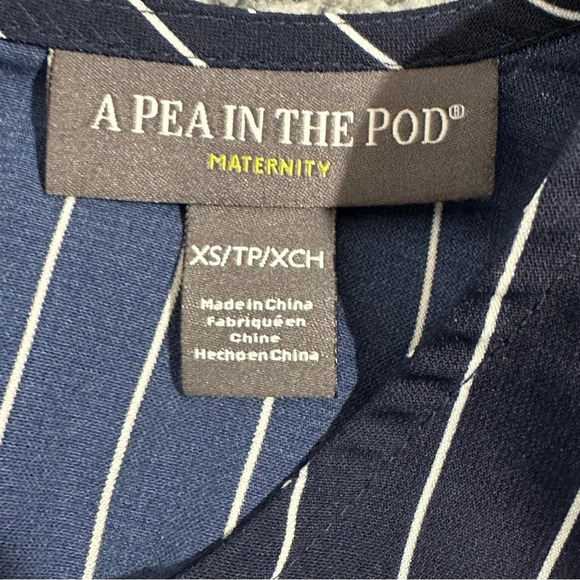 A PEA IN THE POD®
MATERNITY
XS/TP/XCH
Made in China
Fabriqué en
Chine
Hecho en China